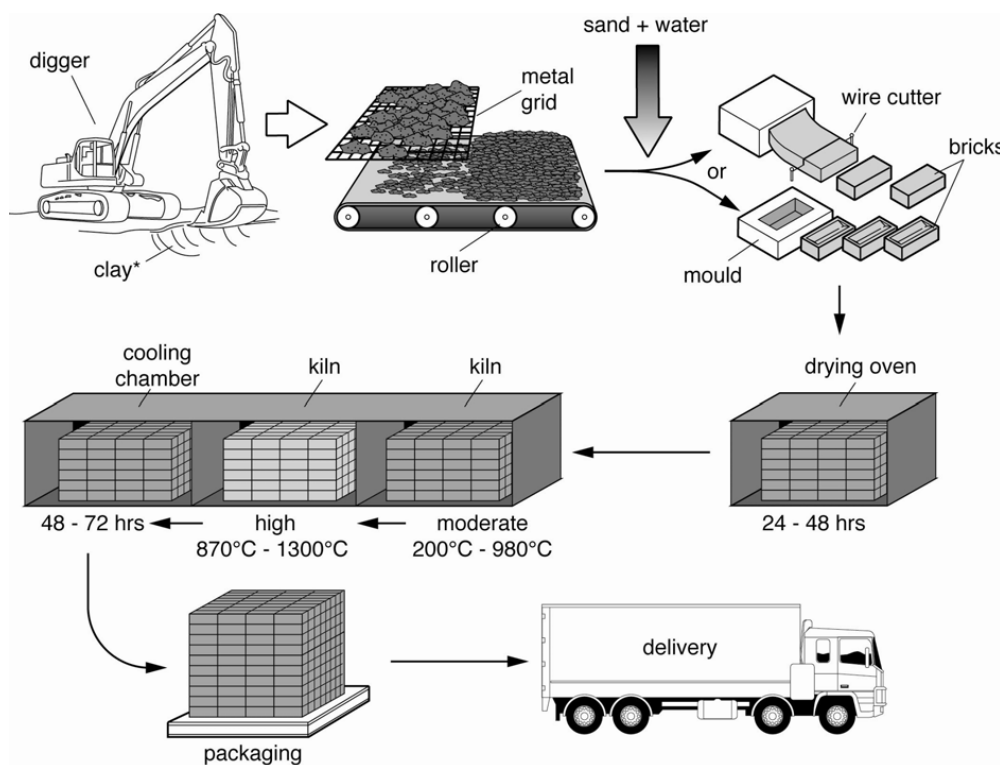 digger
clay*
metal
grid
roller
sand + water
wire cutter
bricks
or
mould
drying oven
24 - 48 hrs
kiln
moderate
200°C - 980°C
kiln
high
870°C - 1300°C
cooling
chamber
48 - 72 hrs
packaging
delivery